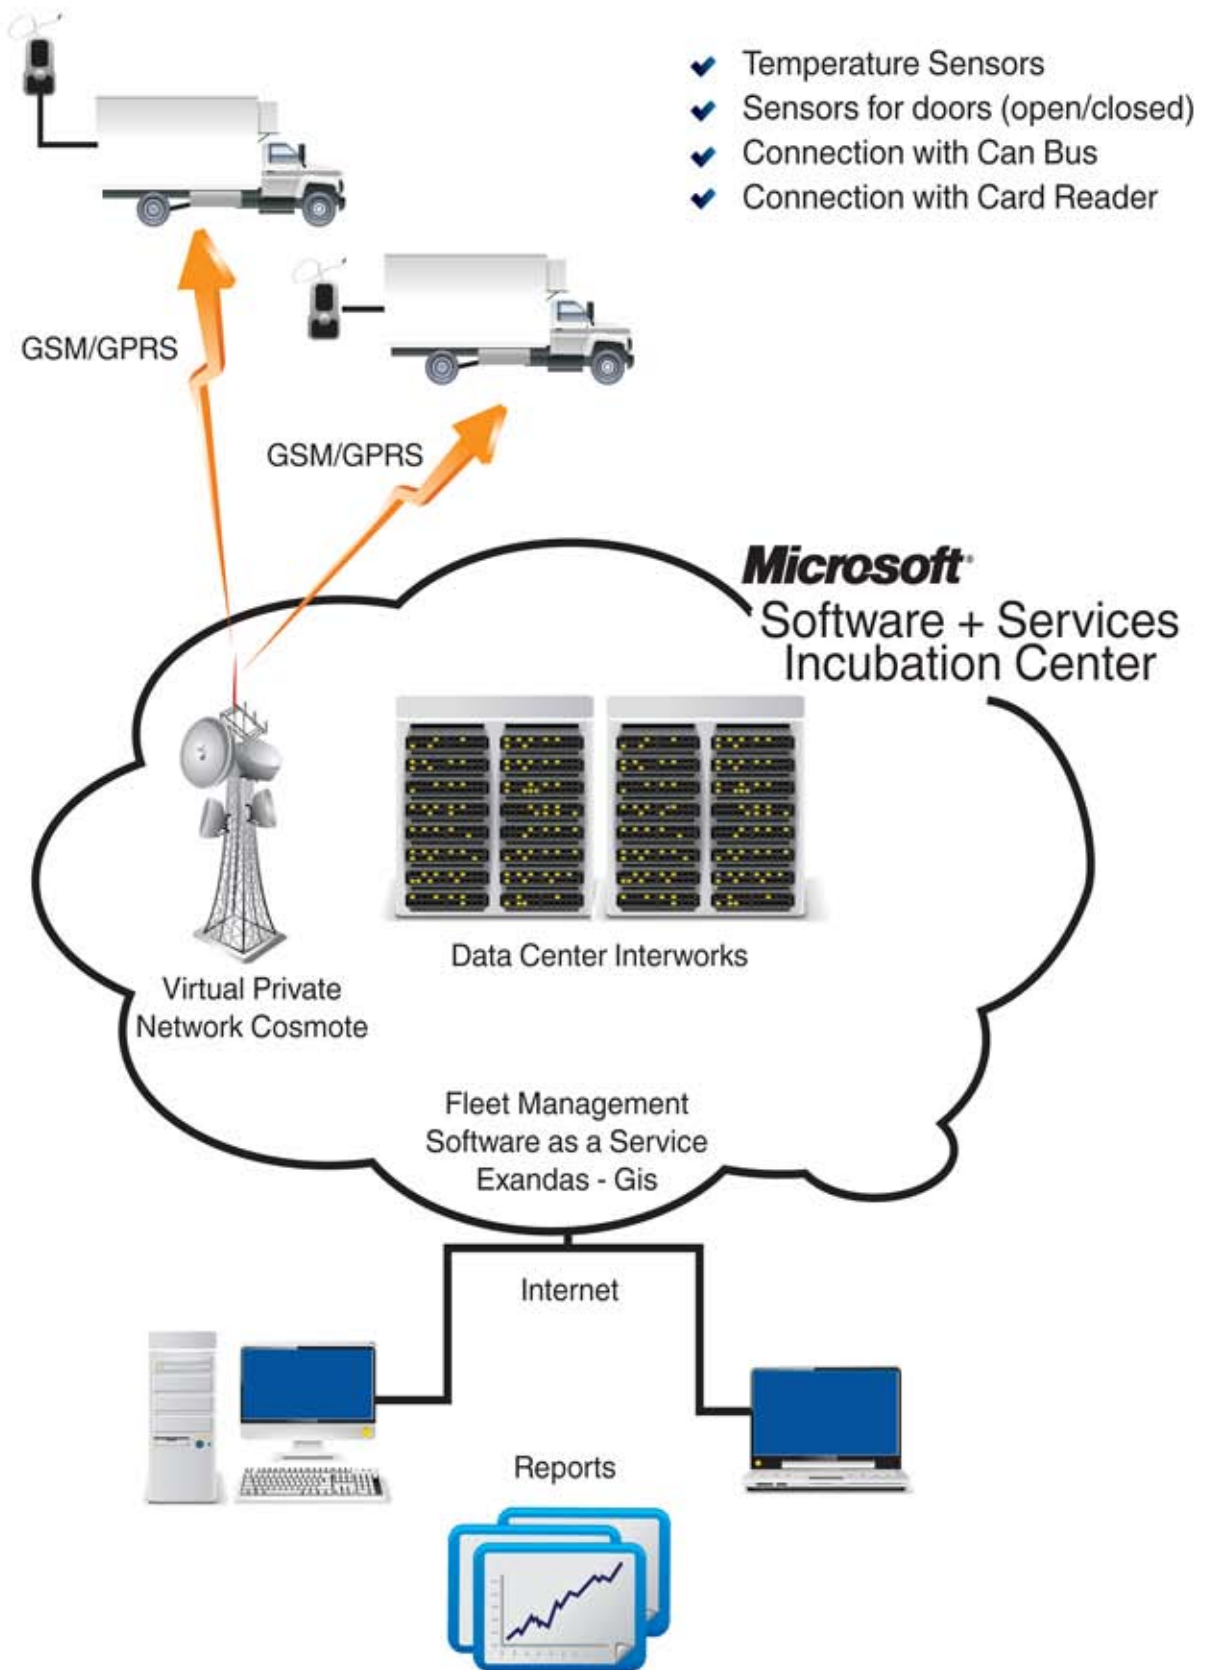 Temperature Sensors
Sensors for doors (open/closed)
Connection with Can Bus
Connection with Card Reader
GSM/GPRS
GSM/GPRS
Microsoft®
Software + Services
Incubation Center
Data Center Interworks
Virtual Private
Network Cosmote
Fleet Management
Software as a Service
Exandas - Gis
Internet
Reports